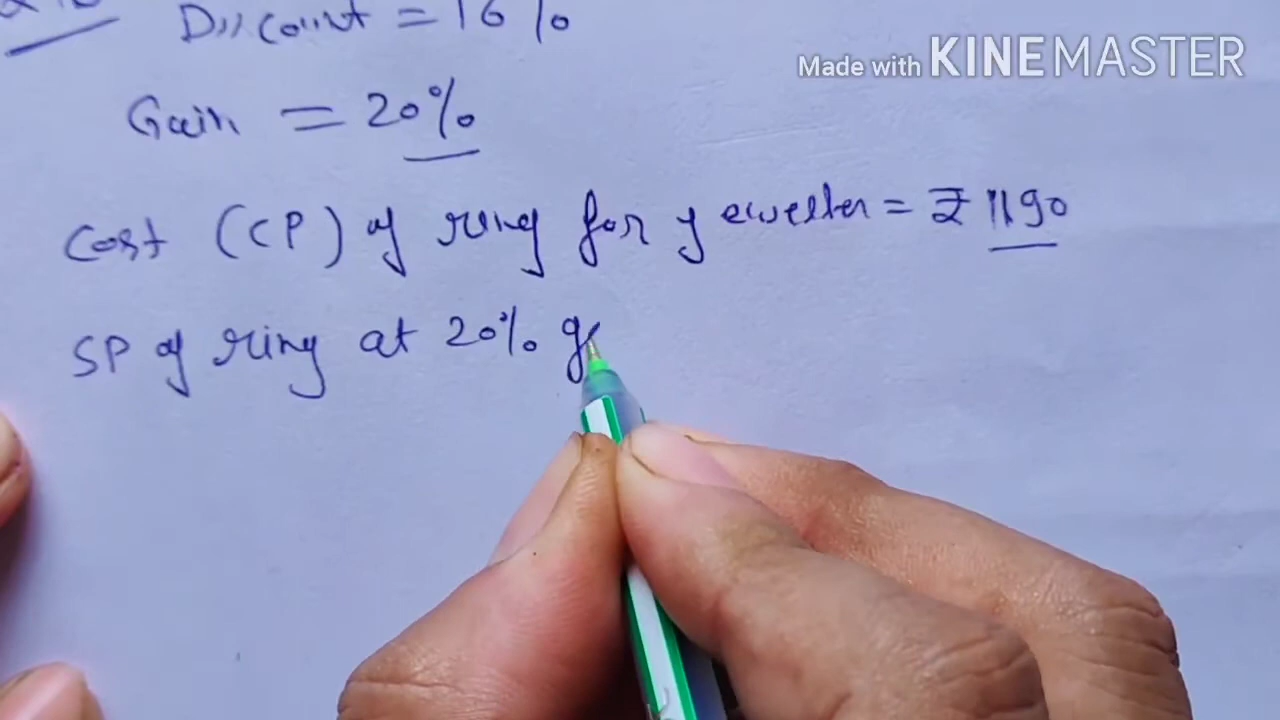 Made with KINEMASTER
Discount = 16%
Gain = 20%
Cost (CP) of ring for jeweller = ₹ 1190
SP of ring at 20% g